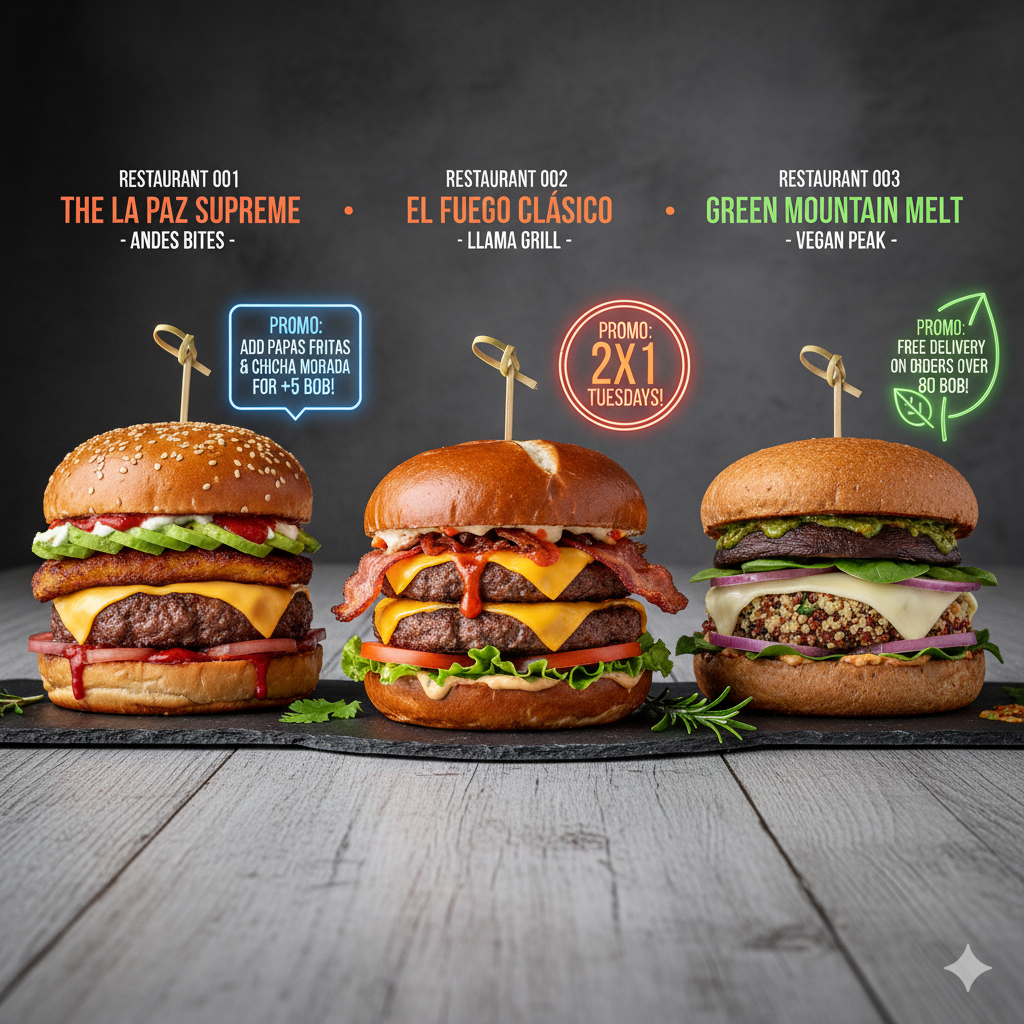 RESTAURANT 001
THE LA PAZ SUPREME
- ANDES BITES -
•
RESTAURANT 002
EL FUEGO CLÁSICO
- LLAMA GRILL -
•
RESTAURANT 003
GREEN MOUNTAIN MELT
- VEGAN PEAK -
PROMO:
ADD PAPAS FRITAS
& CHICHA MORADA
FOR +5 BOB!
PROMO:
2X1
TUESDAYS!
PROMO:
FREE DELIVERY
ON ORDERS OVER
80 BOB!